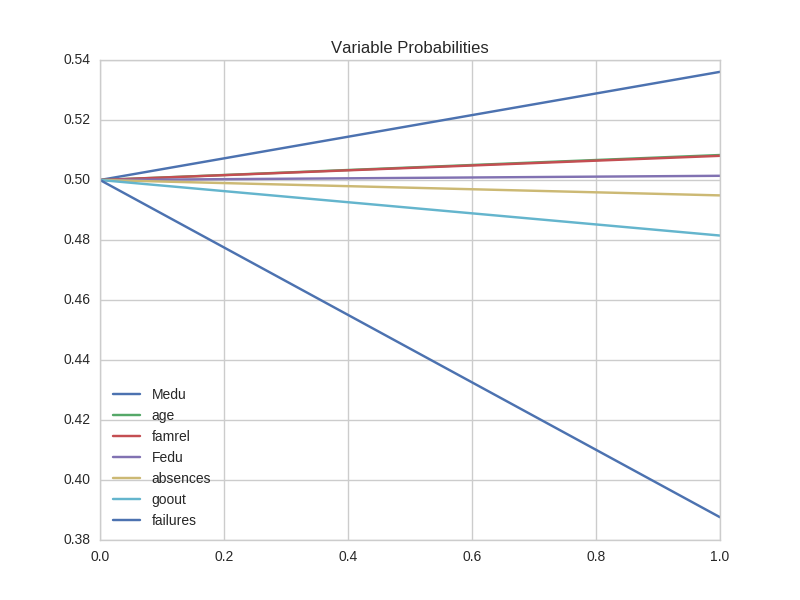 Variable Probabilities
0.54
0.52
0.50
0.48
0.46
0.44
0.42
0.40
0.38
Medu
age
famrel
Fedu
absences
goout
failures
0.0 0.2 0.4 0.6 0.8 1.0